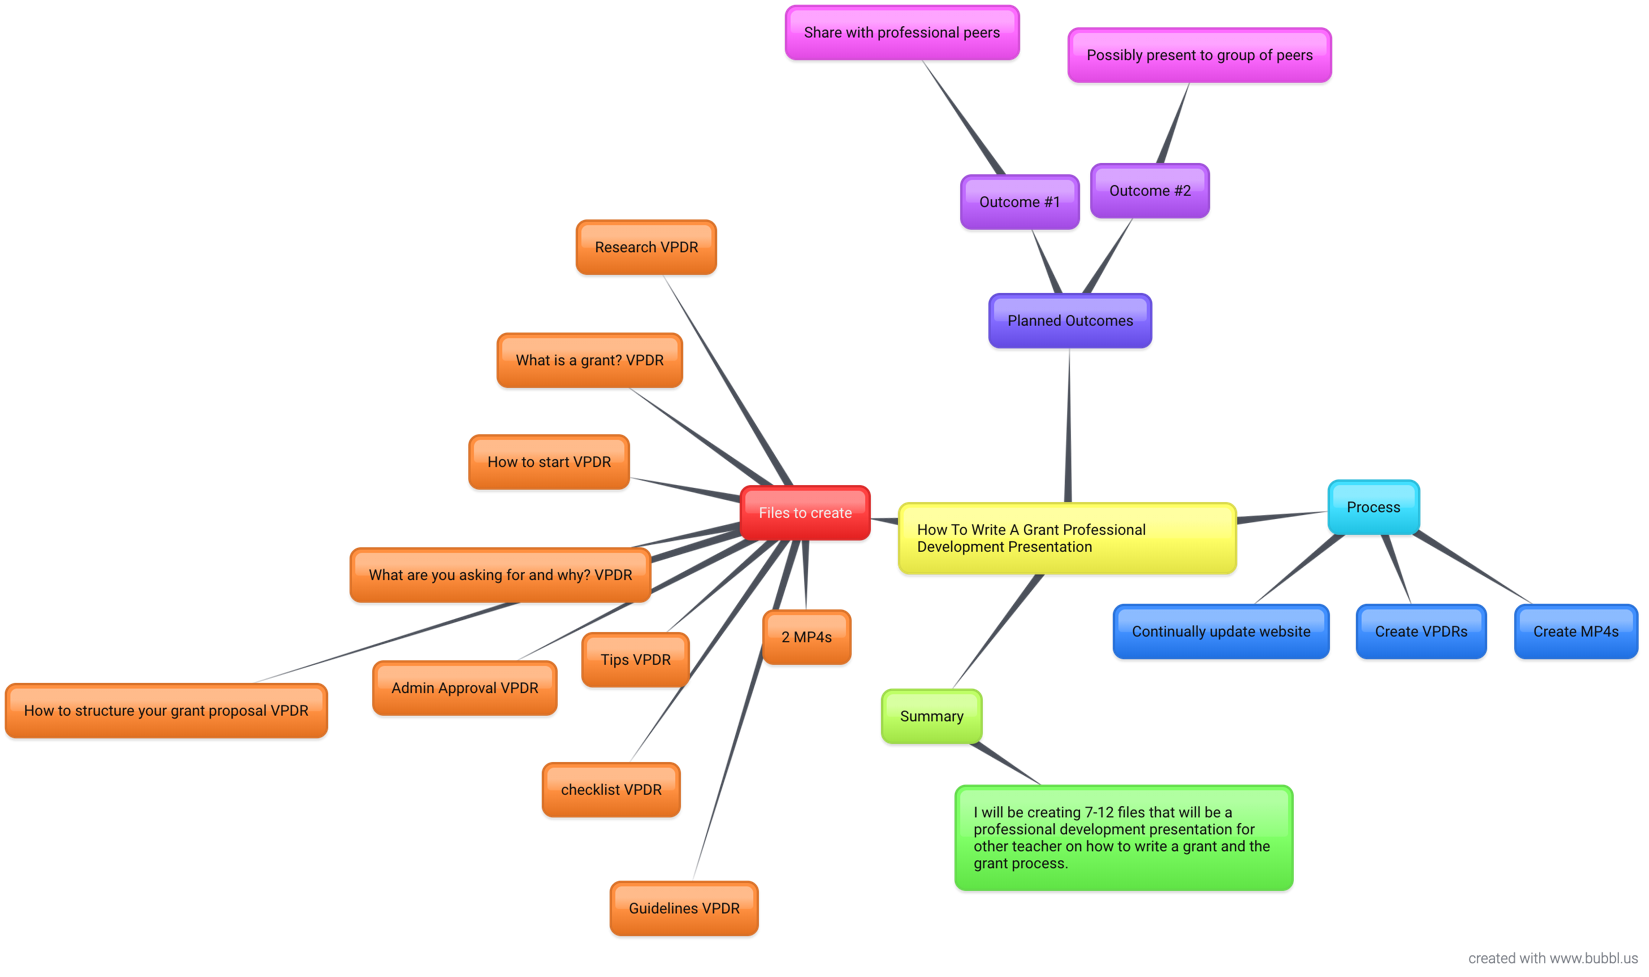 Share with professional peers
Possibly present to group of peers
Outcome #1
Outcome #2
Research VPDR
Planned Outcomes
What is a grant? VPDR
How to start VPDR
Files to create
How To Write A Grant Professional
Development Presentation
Process
What are you asking for and why? VPDR
2 MP4s
Continually update website
Create VPDRs
Create MP4s
Tips VPDR
Admin Approval VPDR
How to structure your grant proposal VPDR
Summary
checklist VPDR
I will be creating 7-12 files that will be a
professional development presentation for
other teacher on how to write a grant and the
grant process.
Guidelines VPDR
created with www.bubbl.us